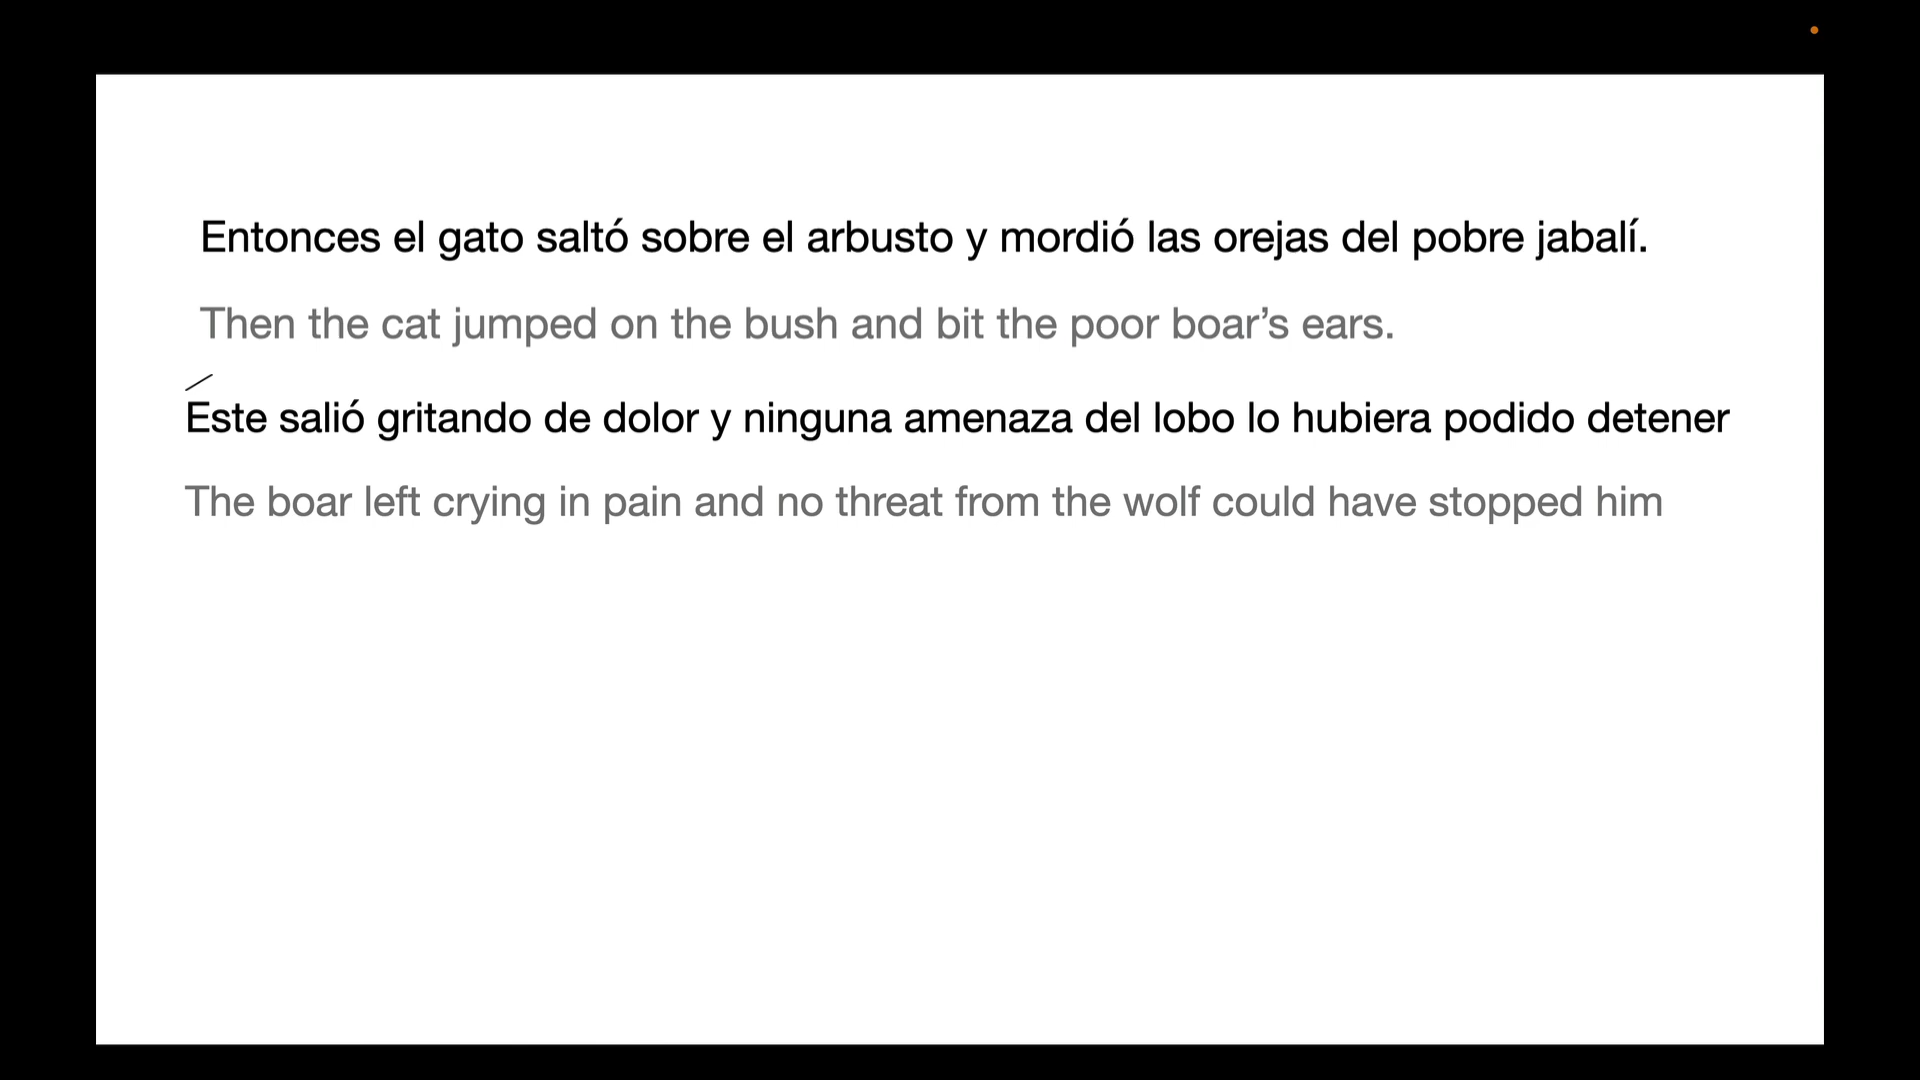 Entonces el gato saltó sobre el arbusto y mordió las orejas del pobre jabalí.
Then the cat jumped on the bush and bit the poor boar’s ears.
Éste salió gritando de dolor y ninguna amenaza del lobo lo hubiera podido detener
The boar left crying in pain and no threat from the wolf could have stopped him